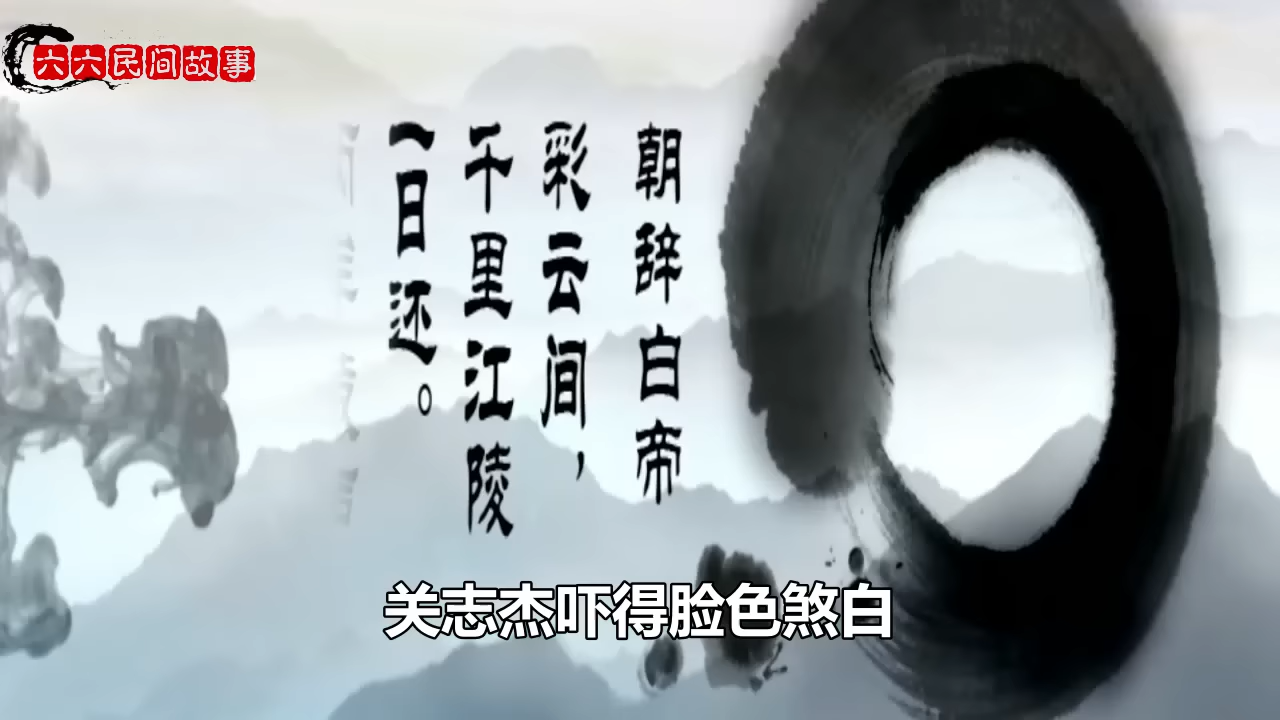 六六民间故事
朝辞白帝
彩云间，
千里江陵
一日还。
关志杰吓得脸色煞白